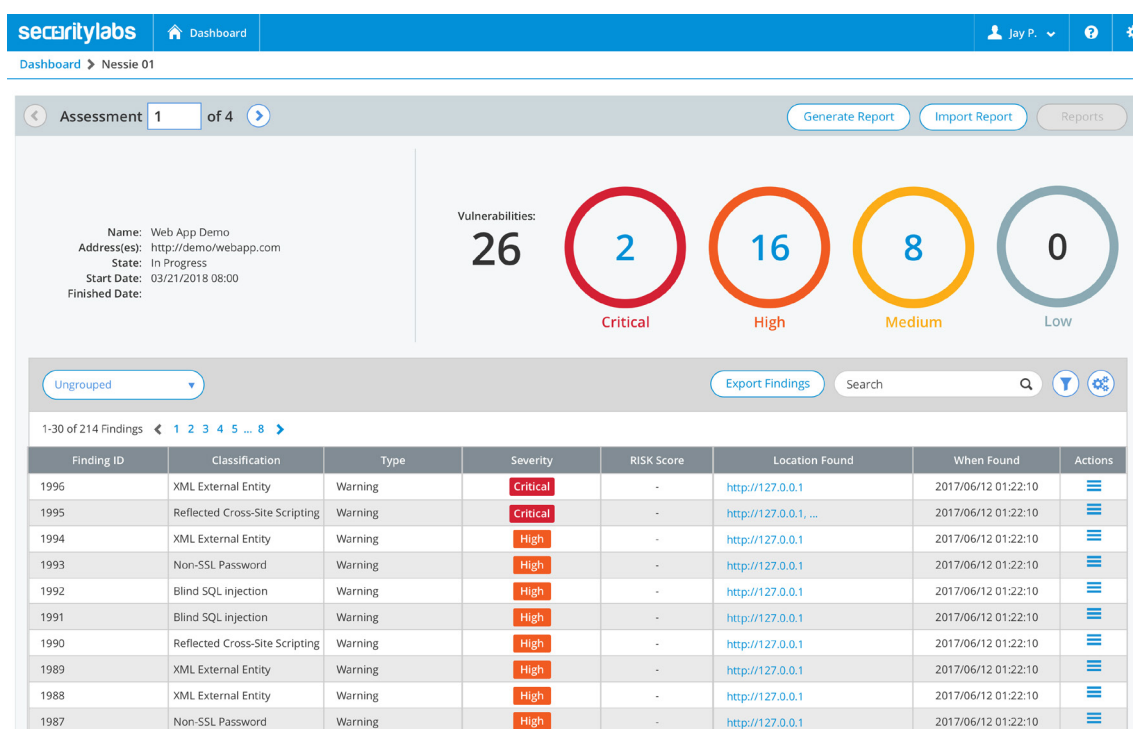 securitylabs Dashboard Jay P.
Dashboard Nessie 01
Assessment 1 of 4 Generate Report Import Report Reports
Vulnerabilities:
26 2 16 8 0
Critical High Medium Low
Name: Web App Demo
Address(es): http://demo/webapp.com
State: In Progress
Start Date: 03/21/2018 08:00
Finished Date:
Ungrouped Export Findings Search
1-30 of 214 Findings 1 2 3 4 5 ... 8
Finding ID Classification Type Severity RISK Score Location Found When Found Actions
1996 XML External Entity Warning Critical - http://127.0.0.1 2017/06/12 01:22:10
1995 Reflected Cross-Site Scripting Warning Critical - http://127.0.0.1, ... 2017/06/12 01:22:10
1994 XML External Entity Warning High - http://127.0.0.1 2017/06/12 01:22:10
1993 Non-SSL Password Warning High - http://127.0.0.1 2017/06/12 01:22:10
1992 Blind SQL injection Warning High - http://127.0.0.1 2017/06/12 01:22:10
1991 Blind SQL injection Warning High - http://127.0.0.1 2017/06/12 01:22:10
1990 Reflected Cross-Site Scripting Warning High - http://127.0.0.1 2017/06/12 01:22:10
1989 XML External Entity Warning High - http://127.0.0.1 2017/06/12 01:22:10
1988 XML External Entity Warning High - http://127.0.0.1 2017/06/12 01:22:10
1987 Non-SSL Password Warning High - http://127.0.0.1 2017/06/12 01:22:10